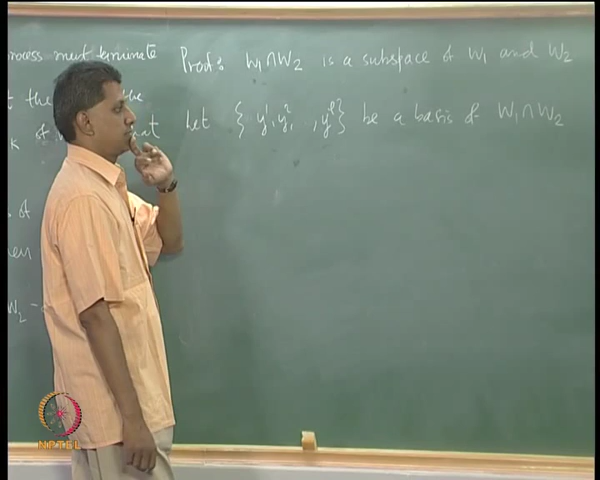 process must terminate
Proof: W₁∩W₂ is a subspace of W₁ and W₂
Let { y¹, y², , yᵖ} be a basis of W₁∩W₂
W₂
NPTEL